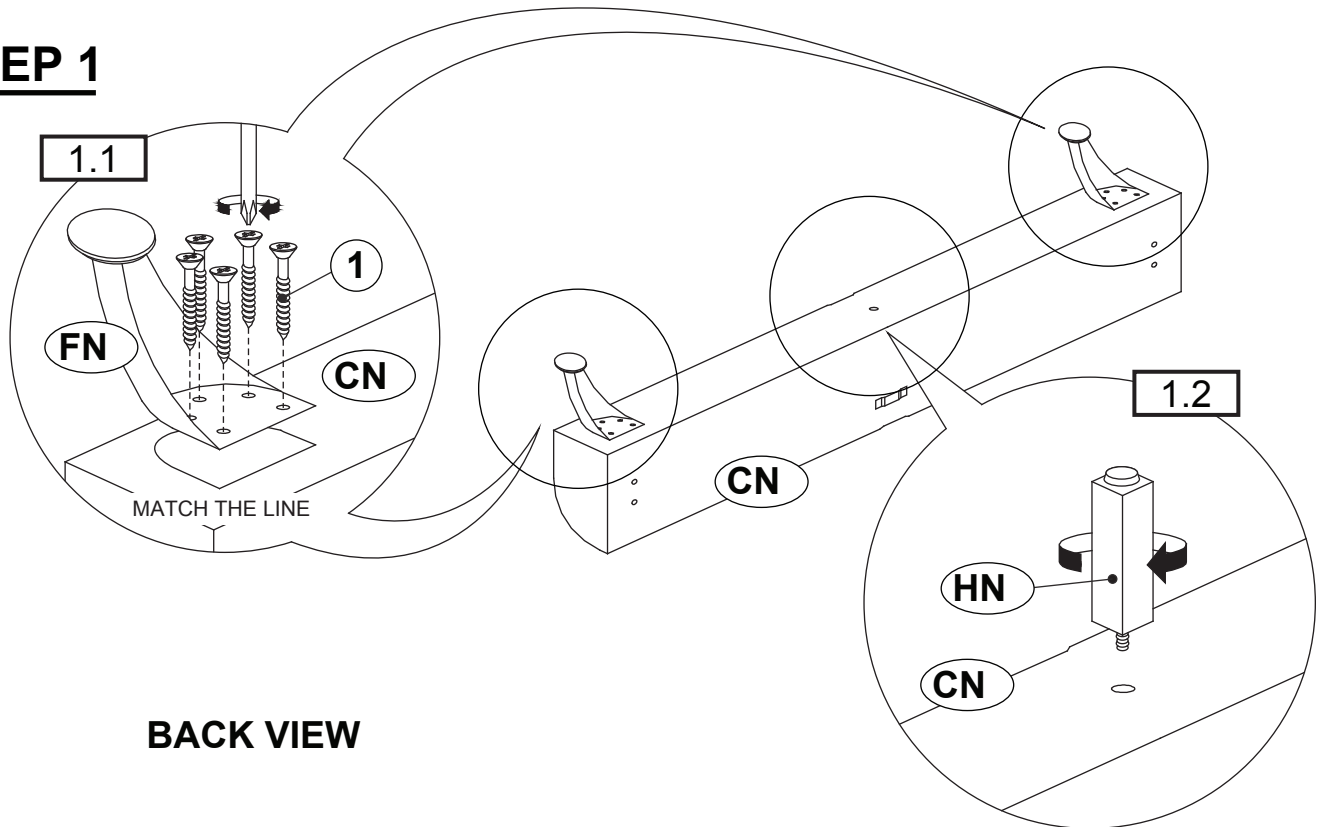 EP 1
1.1
1
FN
CN
MATCH THE LINE
CN
1.2
HN
CN
BACK VIEW